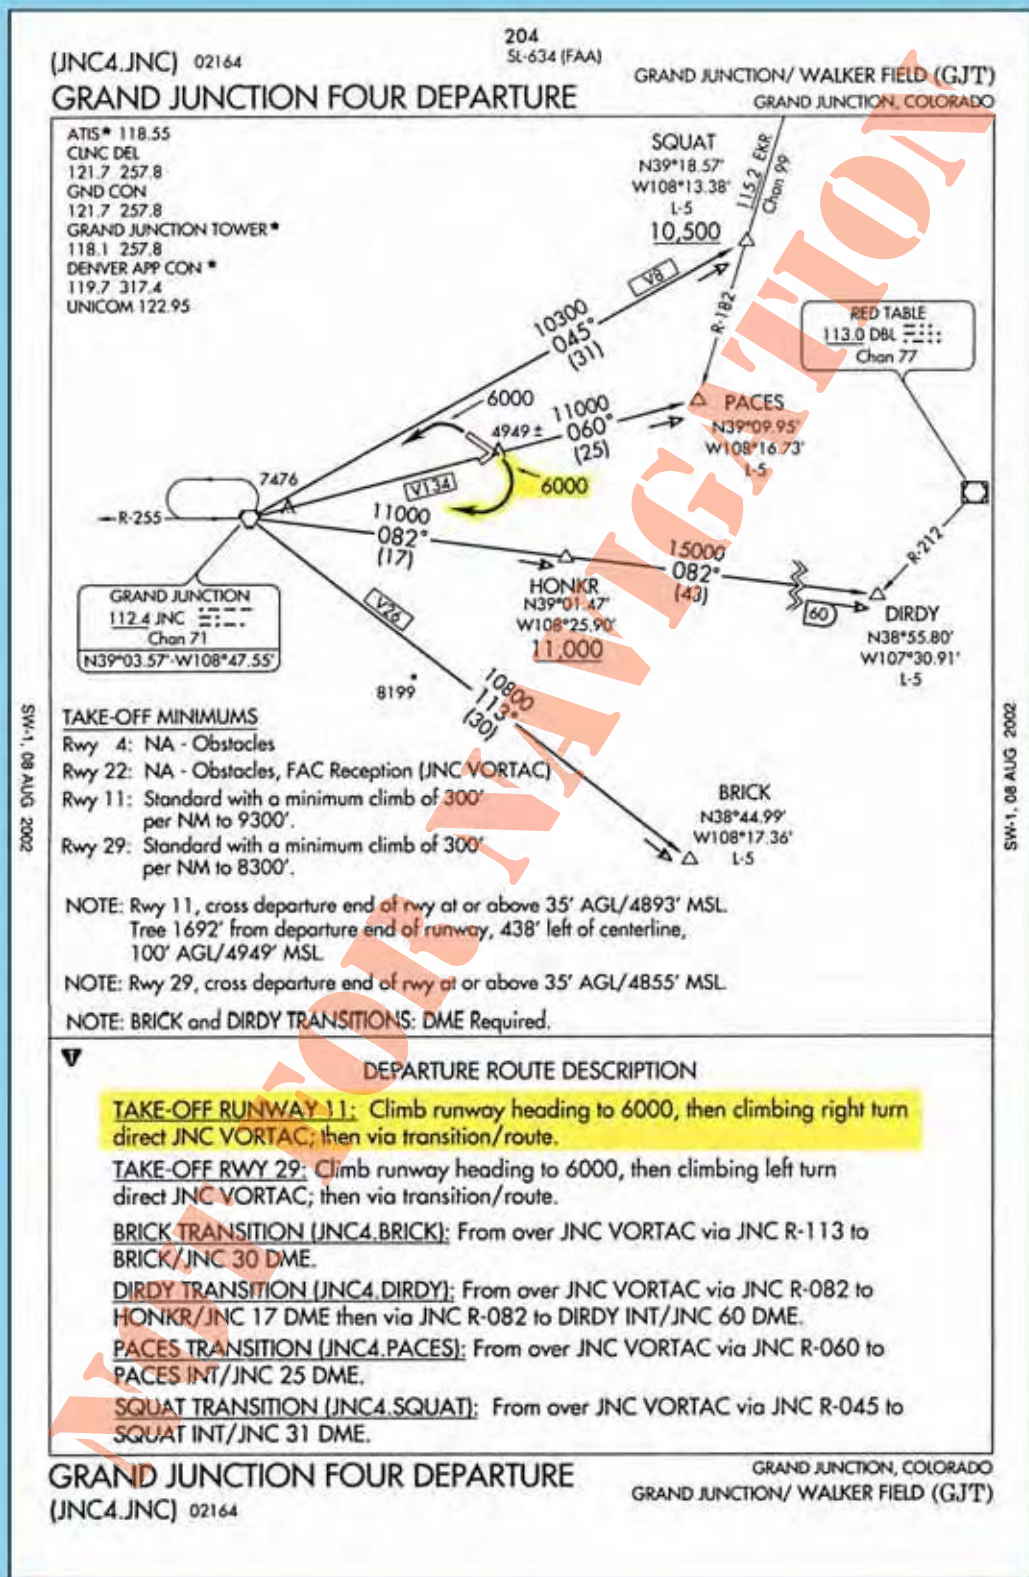 204
SL-634 (FAA)
(JNC4.JNC) 02164
GRAND JUNCTION/ WALKER FIELD (GJT)
GRAND JUNCTION FOUR DEPARTURE
GRAND JUNCTION, COLORADO
ATIS* 118.55
CLNC DEL
121.7 257.8
GND CON
121.7 257.8
GRAND JUNCTION TOWER*
118.1 257.8
DENVER APP CON *
119.7 317.4
UNICOM 122.95
SQUAT
N39°18.57'
W108°13.38'
L-5
10,500
115.2 EKR
Chan 99
R-182
V8
10300
045°
(31)
RED TABLE
113.0 DBL
Chan 77
6000
4949 ±
11000
060°
(25)
PACES
N39°09.95'
W108°16.73'
L-5
6000
7476
V134
R-255
11000
082°
(17)
R-212
15000
082°
(43)
HONKR
N39°01.47'
W108°25.90'
11,000
60
DIRDY
N38°55.80'
W107°30.91'
L-5
GRAND JUNCTION
112.4 JNC
Chan 71
N39°03.57'-W108°47.55'
V26
8199
10800
113°
(30)
BRICK
N38°44.99'
W108°17.36'
L-5
TAKE-OFF MINIMUMS
Rwy 4: NA - Obstacles
Rwy 22: NA - Obstacles, FAC Reception (JNC VORTAC)
Rwy 11: Standard with a minimum climb of 300'
per NM to 9300'.
Rwy 29: Standard with a minimum climb of 300'
per NM to 8300'.
NOTE: Rwy 11, cross departure end of rwy at or above 35' AGL/4893' MSL.
Tree 1692' from departure end of runway, 438' left of centerline,
100' AGL/4949' MSL
NOTE: Rwy 29, cross departure end of rwy at or above 35' AGL/4855' MSL
NOTE: BRICK and DIRDY TRANSITIONS: DME Required.
SW-1, 08 AUG 2002
SW-1, 08 AUG 2002
T
DEPARTURE ROUTE DESCRIPTION
TAKE-OFF RUNWAY 11: Climb runway heading to 6000, then climbing right turn
direct JNC VORTAC; then via transition/route.
TAKE-OFF RWY 29: Climb runway heading to 6000, then climbing left turn
direct JNC VORTAC; then via transition/route.
BRICK TRANSITION (JNC4.BRICK): From over JNC VORTAC via JNC R-113 to
BRICK/JNC 30 DME.
DIRDY TRANSITION (JNC4.DIRDY): From over JNC VORTAC via JNC R-082 to
HONKR/JNC 17 DME then via JNC R-082 to DIRDY INT/JNC 60 DME.
PACES TRANSITION (JNC4.PACES): From over JNC VORTAC via JNC R-060 to
PACES INT/JNC 25 DME.
SQUAT TRANSITION (JNC4.SQUAT): From over JNC VORTAC via JNC R-045 to
SQUAT INT/JNC 31 DME.
GRAND JUNCTION FOUR DEPARTURE
GRAND JUNCTION, COLORADO
(JNC4.JNC) 02164
GRAND JUNCTION/ WALKER FIELD (GJT)
NOT FOR NAVIGATION